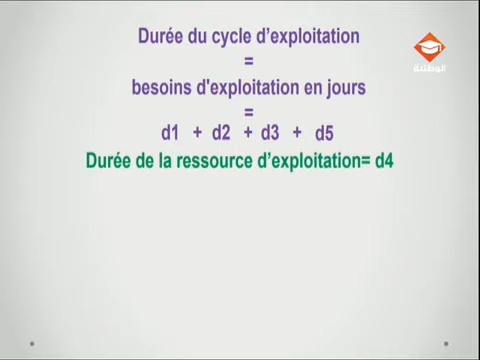 Durée du cycle d'exploitation
=
besoins d'exploitation en jours
=
d1 + d2 + d3 + d5
Durée de la ressource d'exploitation= d4
الوطنية